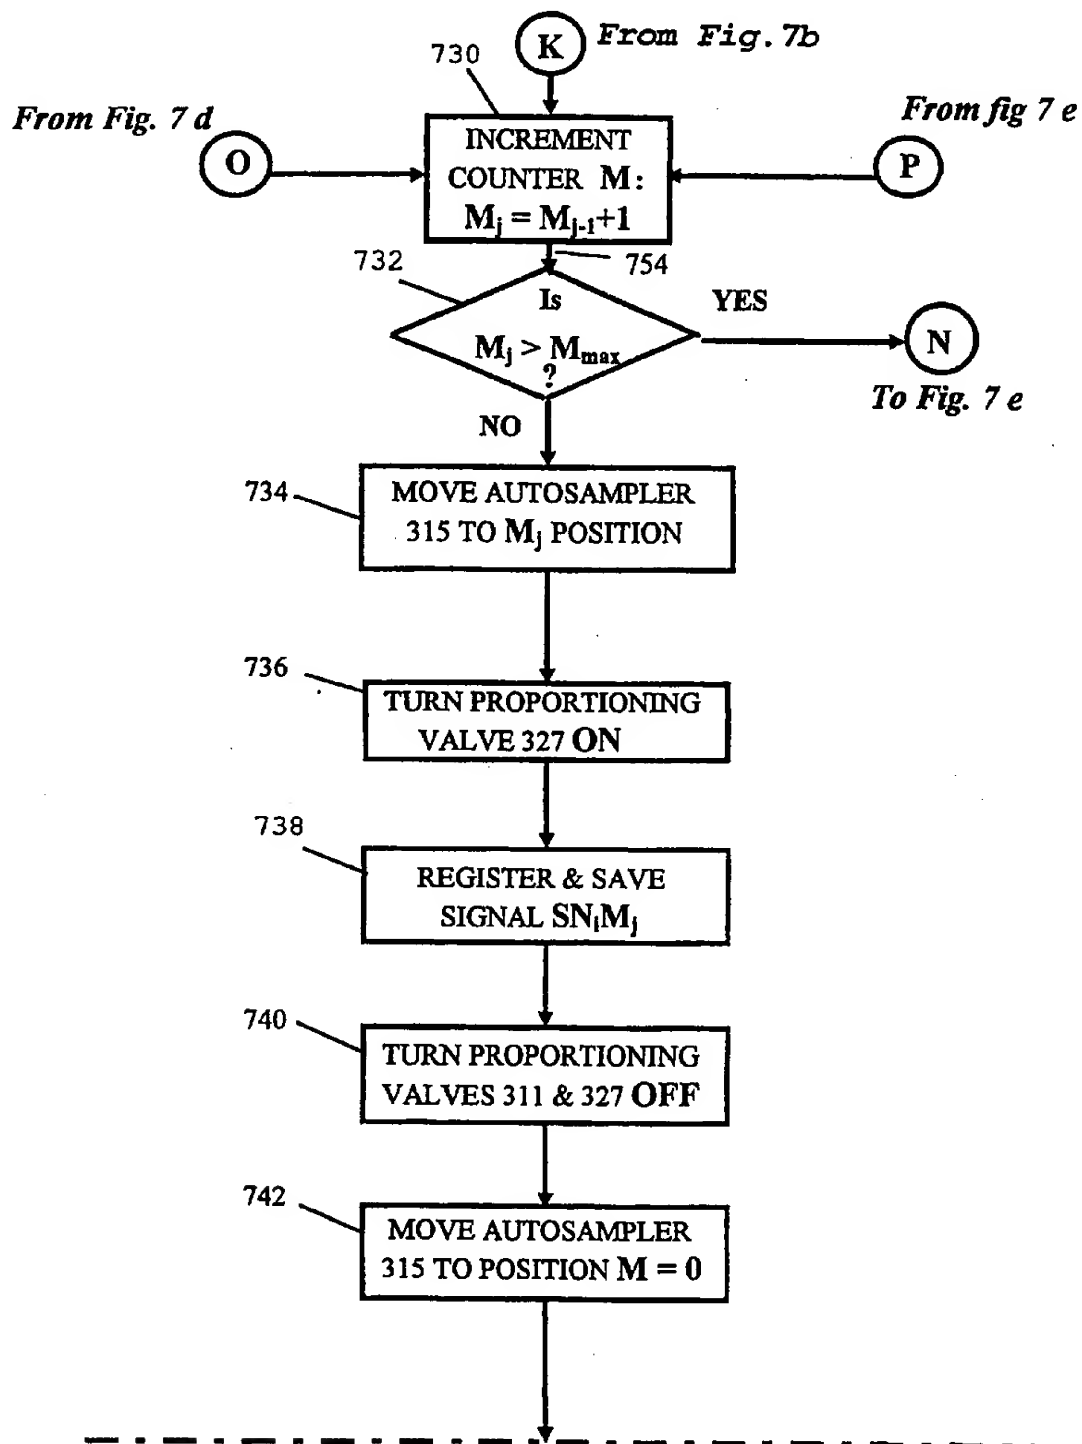 K From Fig. 7b
730
From Fig. 7 d
From fig 7 e
O
P
INCREMENT
COUNTER M:
Mj = Mj-1+1
732
754
Is
Mj > Mmax
?
YES
N
To Fig. 7 e
NO
734
MOVE AUTOSAMPLER
315 TO Mj POSITION
736
TURN PROPORTIONING
VALVE 327 ON
738
REGISTER & SAVE
SIGNAL SNiMj
740
TURN PROPORTIONING
VALVES 311 & 327 OFF
742
MOVE AUTOSAMPLER
315 TO POSITION M = 0